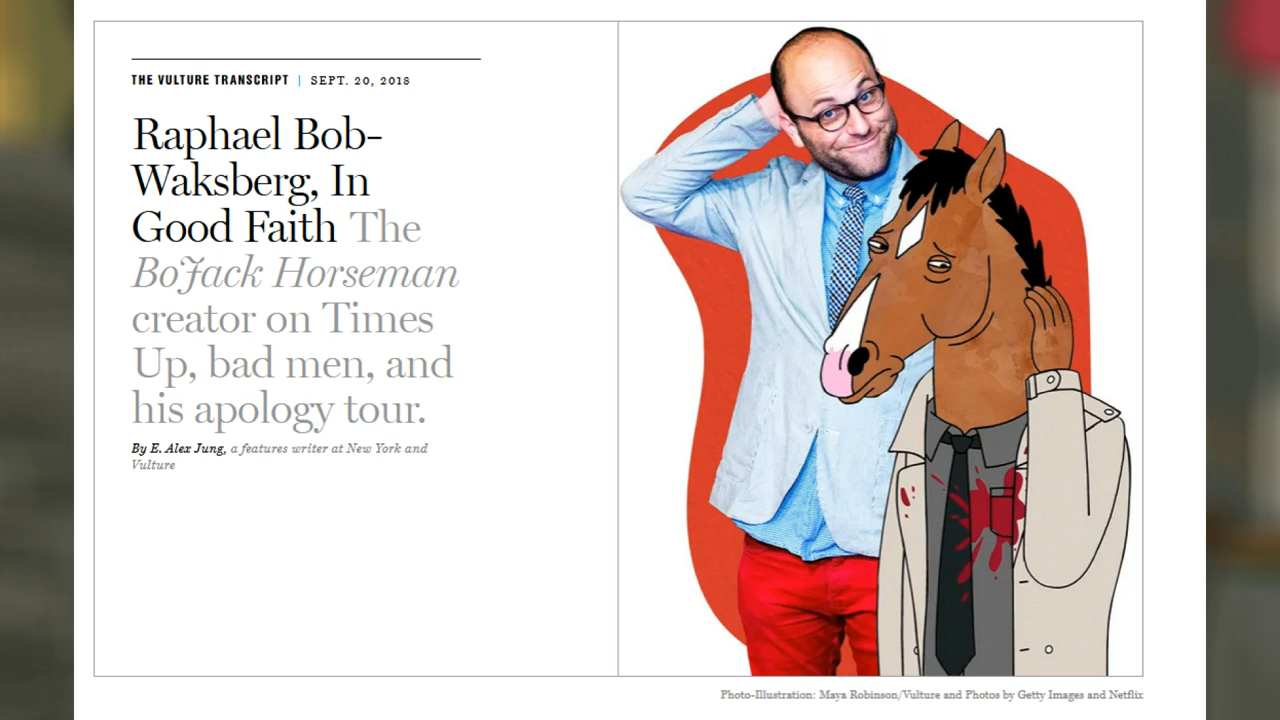 THE VULTURE TRANSCRIPT | SEPT. 20, 2018
Raphael Bob-
Waksberg, In
Good Faith The
BoJack Horseman
creator on Times
Up, bad men, and
his apology tour.
By E. Alex Jung, a features writer at New York and
Vulture
Photo-Illustration: Maya Robinson/Vulture and Photos by Getty Images and Netflix